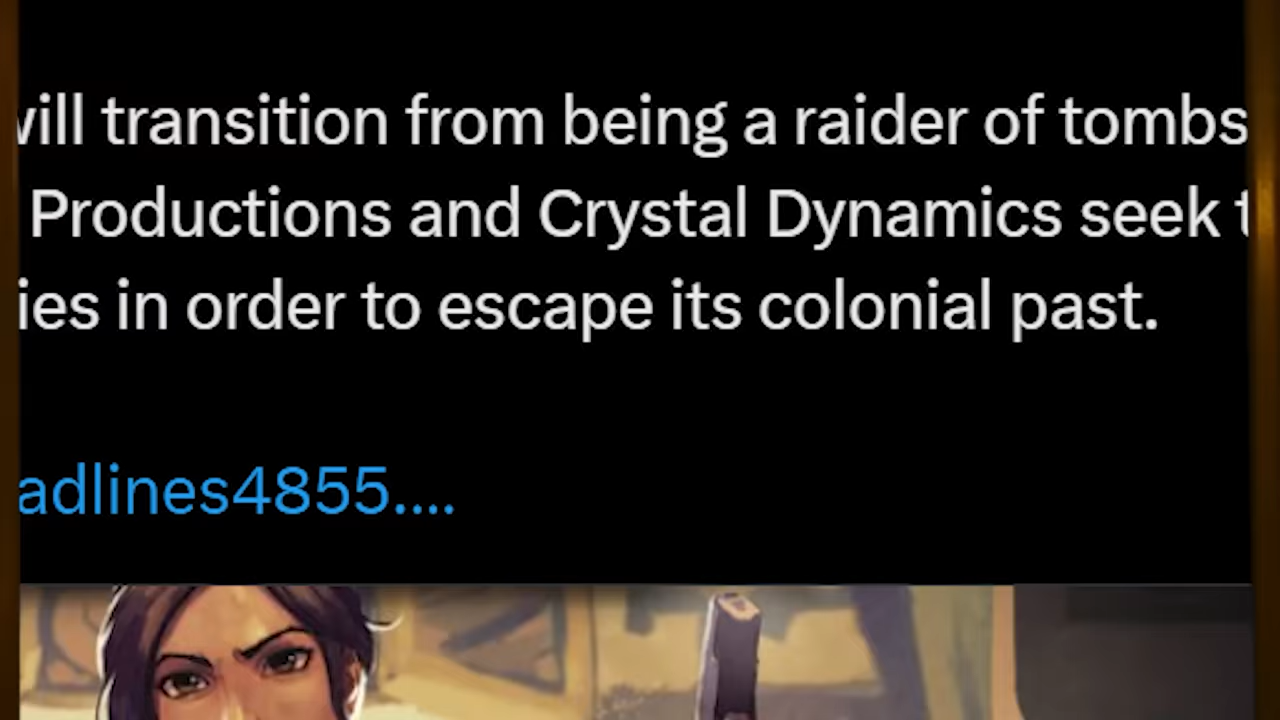 will transition from being a raider of tombs
Productions and Crystal Dynamics seek t
ies in order to escape its colonial past.
adlines4855....